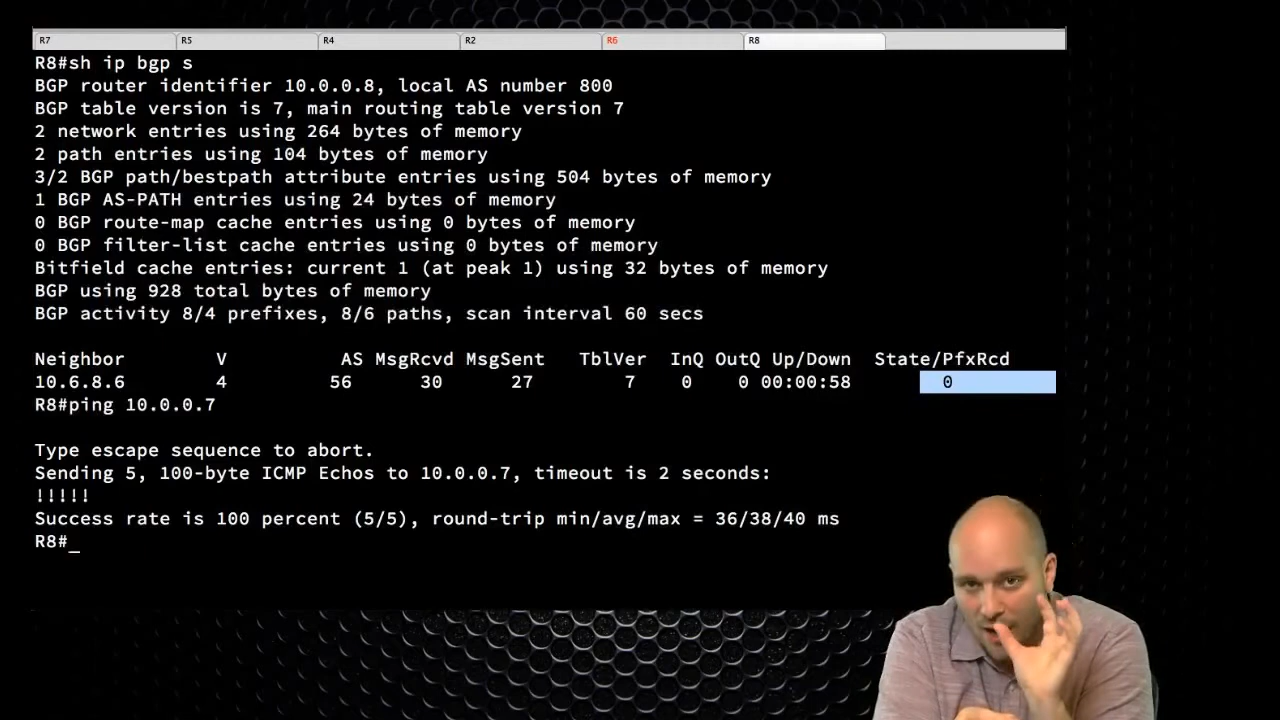 R7 R5 R4 R2 R6 R8
R8#sh ip bgp s
BGP router identifier 10.0.0.8, local AS number 800
BGP table version is 7, main routing table version 7
2 network entries using 264 bytes of memory
2 path entries using 104 bytes of memory
3/2 BGP path/bestpath attribute entries using 504 bytes of memory
1 BGP AS-PATH entries using 24 bytes of memory
0 BGP route-map cache entries using 0 bytes of memory
0 BGP filter-list cache entries using 0 bytes of memory
Bitfield cache entries: current 1 (at peak 1) using 32 bytes of memory
BGP using 928 total bytes of memory
BGP activity 8/4 prefixes, 8/6 paths, scan interval 60 secs
Neighbor V AS MsgRcvd MsgSent TblVer InQ OutQ Up/Down State/PfxRcd
10.6.8.6 4 56 30 27 7 0 0 00:00:58 0
R8#ping 10.0.0.7
Type escape sequence to abort.
Sending 5, 100-byte ICMP Echos to 10.0.0.7, timeout is 2 seconds:
!!!!!
Success rate is 100 percent (5/5), round-trip min/avg/max = 36/38/40 ms
R8#_